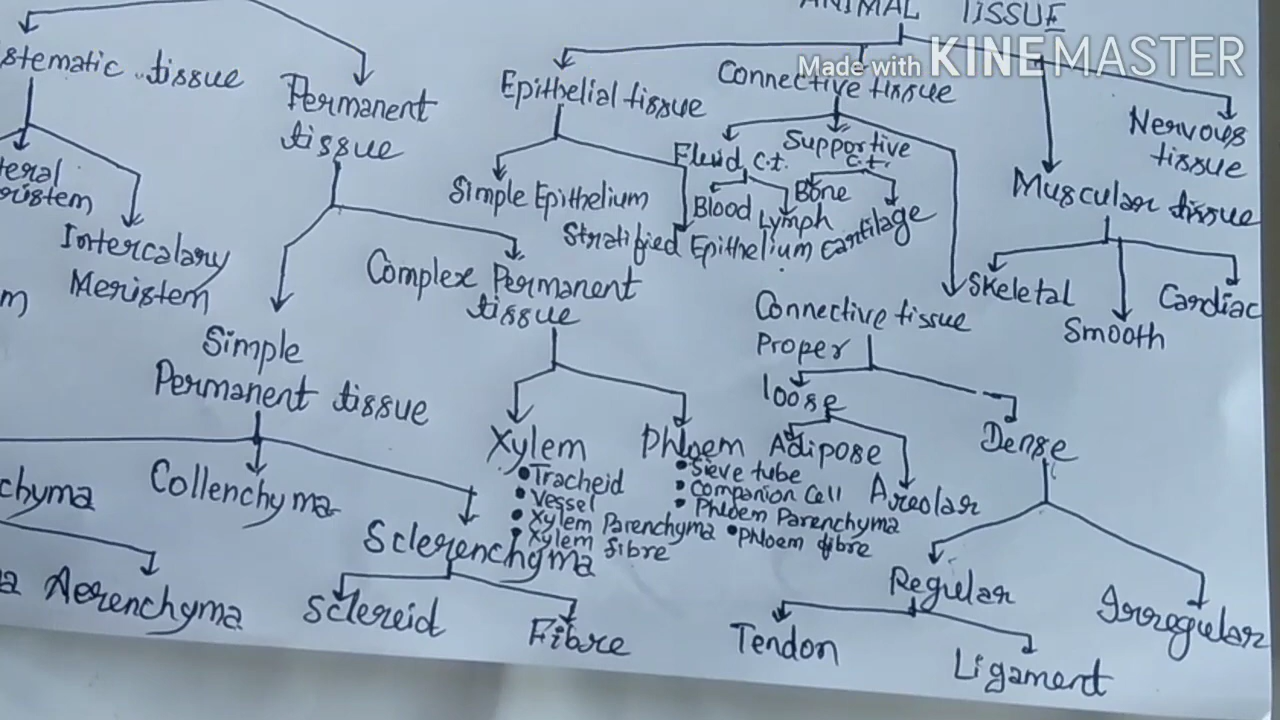 ANIMAL TISSUE
Made with KINEMASTER
stematic tissue
Permanent
tissue
Epithelial tissue
Connective tissue
Nervous
tissue
Muscular tissue
teral
ristem
Intercalary
Meristem
m
Simple Epithelium
Stratified Epithelium
Fluid c.t.
Supportive
c.t.
Blood
Lymph
Bone
cartilage
Skeletal
Smooth
Cardiac
Complex Permanent
tissue
Connective tissue
Proper
Simple
Permanent tissue
loose
Dense
Xylem
•Tracheid
•Vessel
•Xylem Parenchyma
•Xylem fibre
Phloem
•Sieve tube
•Companion Cell
•Phloem Parenchyma
•Phloem fibre
Adipose
Areolar
chyma
Collenchyma
Sclerenchyma
a Aerenchyma
Sclereid
Fibre
Regular
Irregular
Tendon
Ligament